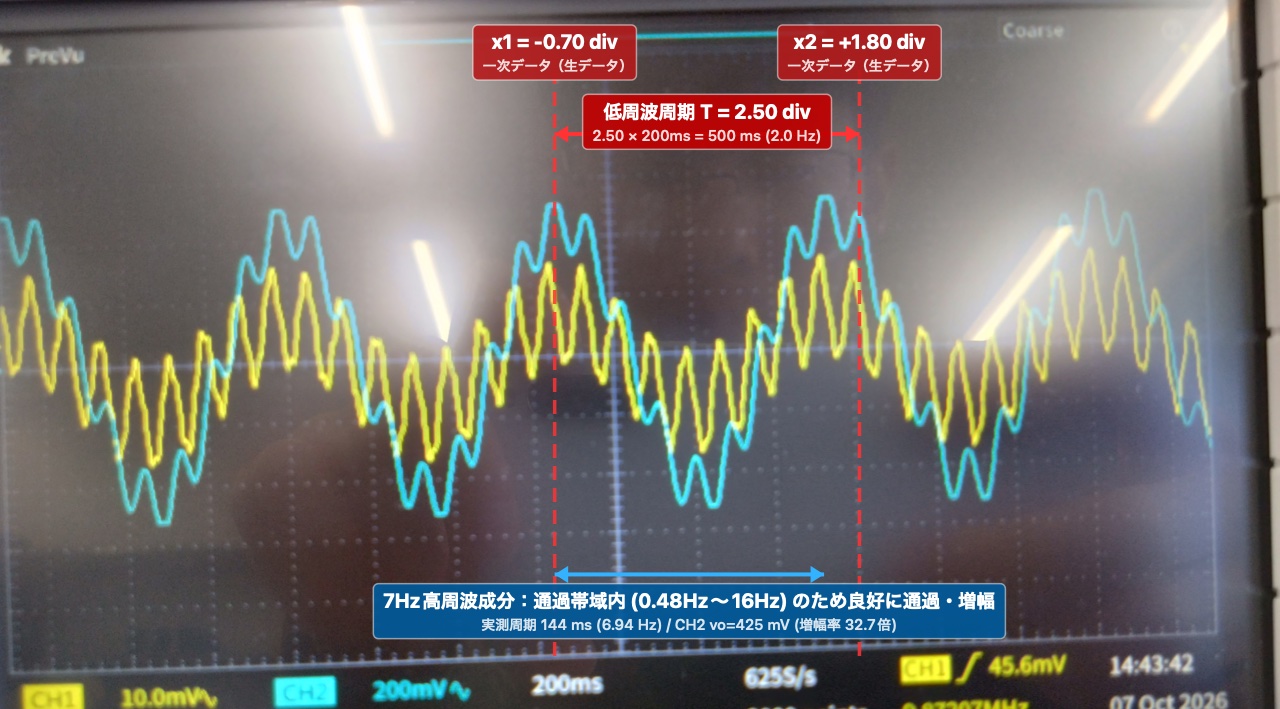 PreVu
Coarse
x1 = -0.70 div
一次データ（生データ）
x2 = +1.80 div
一次データ（生データ）
低周波周期 T = 2.50 div
2.50 × 200ms = 500 ms (2.0 Hz)
7Hz高周波成分：通過帯域内 (0.48Hz～16Hz) のため良好に通過・増幅
実測周期 144 ms (6.94 Hz) / CH2 vo=425 mV (増幅率 32.7倍)
CH1 10.0mV CH2 200mV 200ms 625S/s CH1 45.6mV 14:43:42
07 Oct 2026